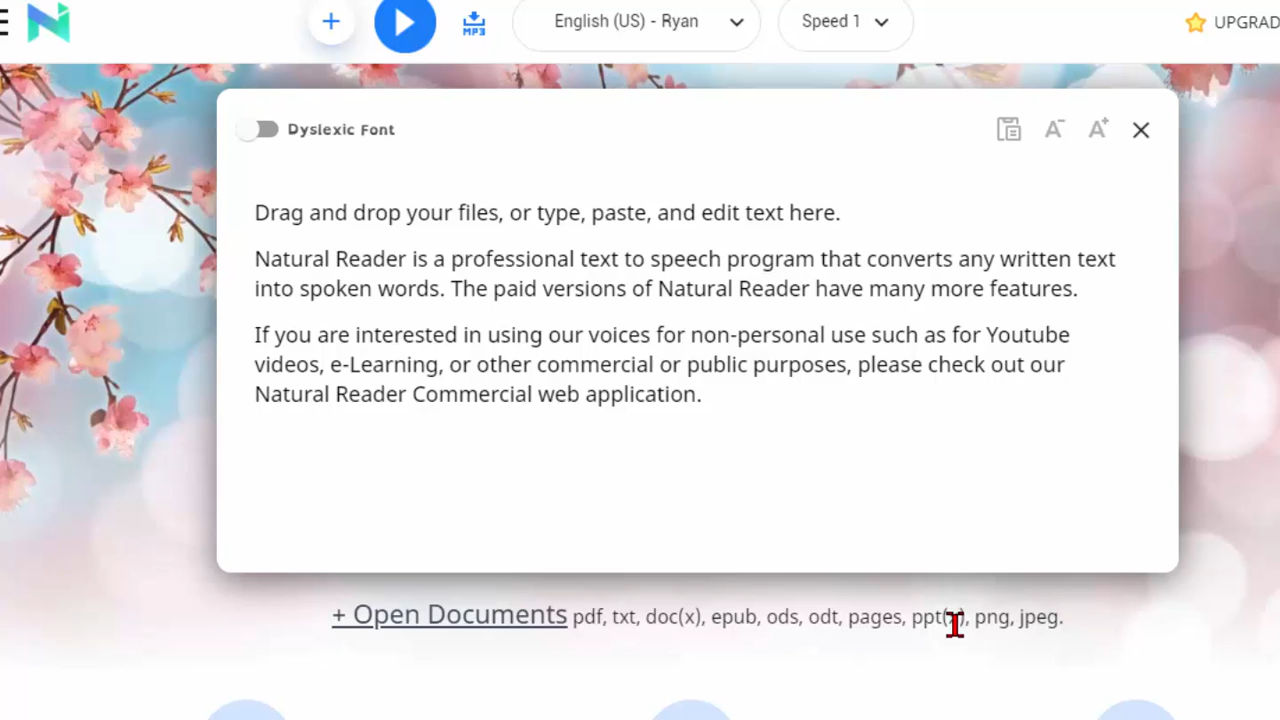 MP3
English (US) - Ryan
Speed 1
UPGRAD
Dyslexic Font
A-
A+
Drag and drop your files, or type, paste, and edit text here.
Natural Reader is a professional text to speech program that converts any written text
into spoken words. The paid versions of Natural Reader have many more features.
If you are interested in using our voices for non-personal use such as for Youtube
videos, e-Learning, or other commercial or public purposes, please check out our
Natural Reader Commercial web application.
+ Open Documents pdf, txt, doc(x), epub, ods, odt, pages, ppt(x), png, jpeg.